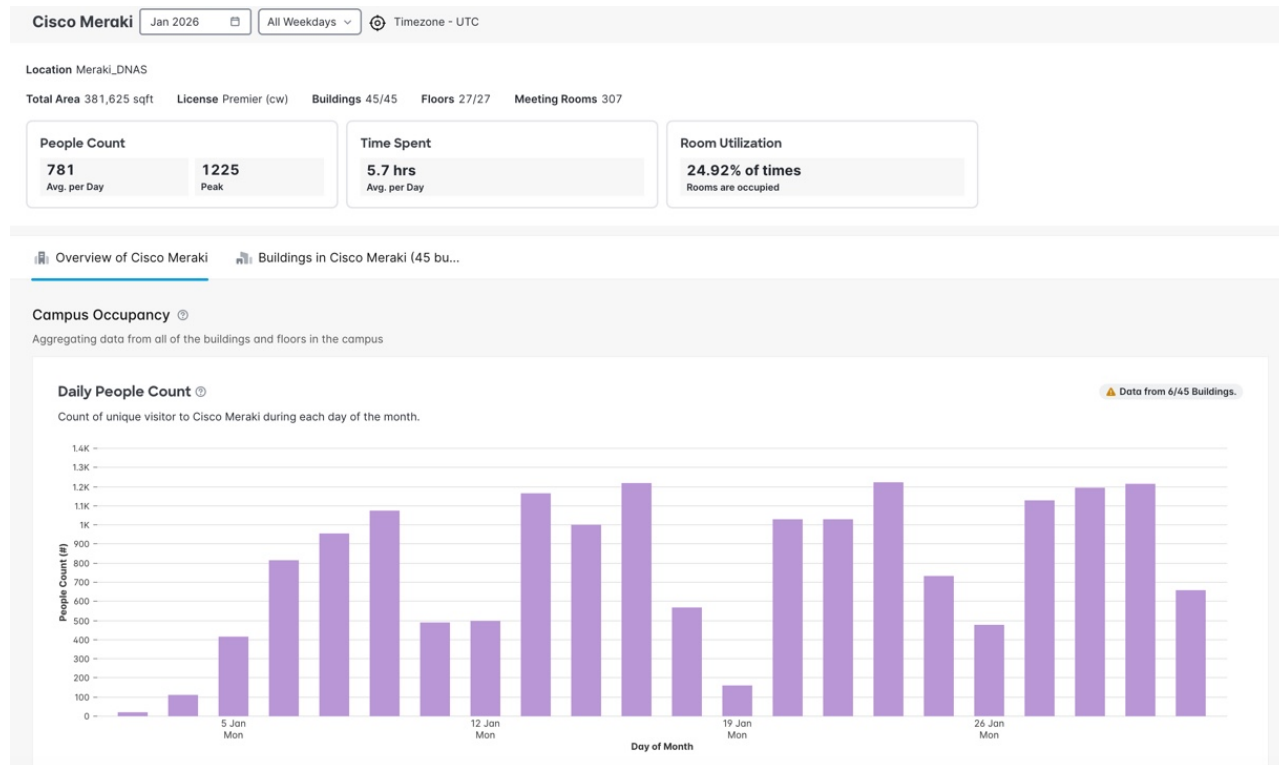 Cisco Meraki Jan 2026 All Weekdays Timezone - UTC
Location Meraki_DNAS
Total Area 381,625 sqft License Premier (cw) Buildings 45/45 Floors 27/27 Meeting Rooms 307
People Count
781
Avg. per Day
1225
Peak
Time Spent
5.7 hrs
Avg. per Day
Room Utilization
24.92% of times
Rooms are occupied
Overview of Cisco Meraki
Buildings in Cisco Meraki (45 bu...
Campus Occupancy
Aggregating data from all of the buildings and floors in the campus
Daily People Count
Data from 6/45 Buildings.
Count of unique visitor to Cisco Meraki during each day of the month.
People Count (#)
1.4K
1.3K
1.2K
1.1K
1K
900
800
700
600
500
400
300
200
100
0
5 Jan
Mon
12 Jan
Mon
19 Jan
Mon
26 Jan
Mon
Day of Month